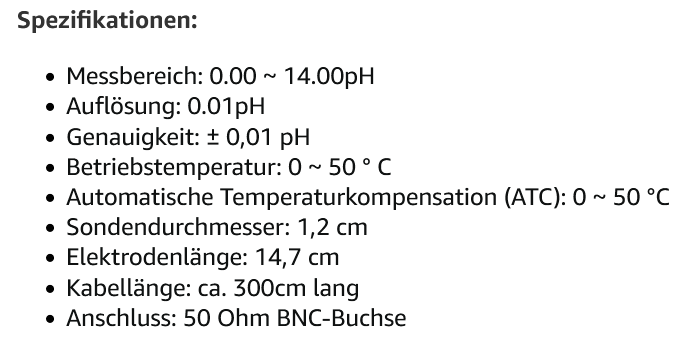 Spezifikationen:
• Messbereich: 0.00 ~ 14.00pH
• Auflösung: 0.01pH
• Genauigkeit: ± 0,01 pH
• Betriebstemperatur: 0 ~ 50 ° C
• Automatische Temperaturkompensation (ATC): 0 ~ 50 °C
• Sondendurchmesser: 1,2 cm
• Elektrodenlänge: 14,7 cm
• Kabellänge: ca. 300cm lang
• Anschluss: 50 Ohm BNC-Buchse